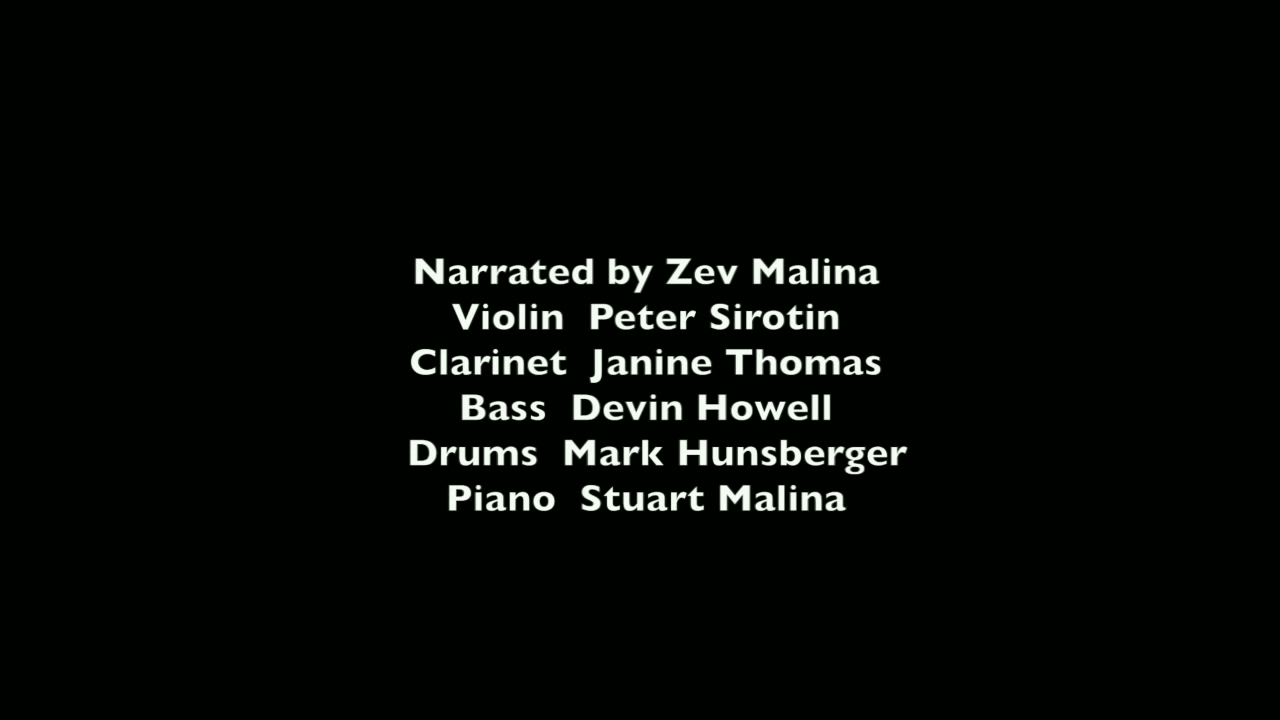 Narrated by Zev Malina
Violin  Peter Sirotin
Clarinet  Janine Thomas
Bass  Devin Howell
Drums  Mark Hunsberger
Piano  Stuart Malina